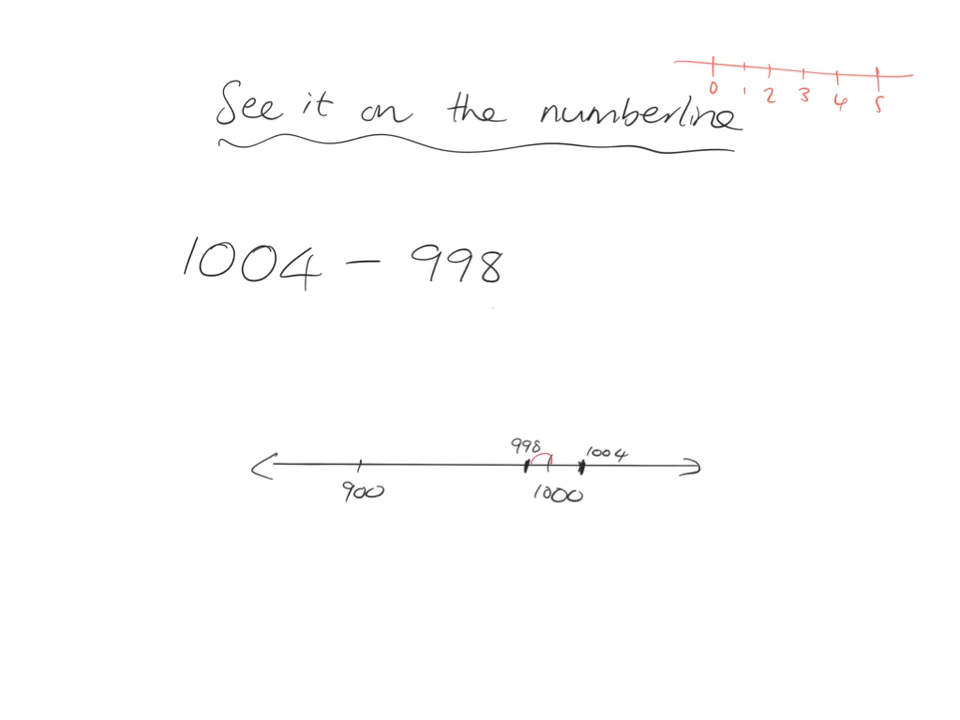 0 1 2 3 4 5
See it on the numberline
1004 - 998
998 1004
900 1000